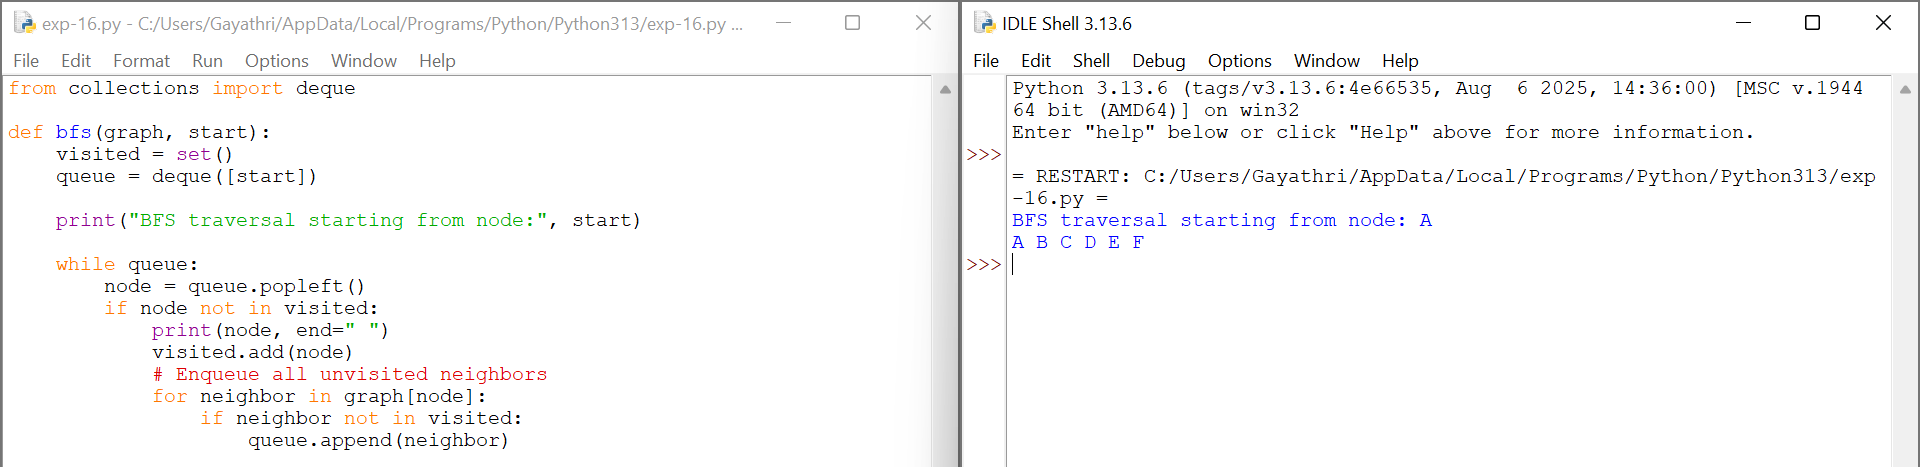 exp-16.py - C:/Users/Gayathri/AppData/Local/Programs/Python/Python313/exp-16.py ...
File Edit Format Run Options Window Help
from collections import deque
def bfs(graph, start):
    visited = set()
    queue = deque([start])
    print("BFS traversal starting from node:", start)
    while queue:
        node = queue.popleft()
        if node not in visited:
            print(node, end=" ")
            visited.add(node)
            # Enqueue all unvisited neighbors
            for neighbor in graph[node]:
                if neighbor not in visited:
                    queue.append(neighbor)
IDLE Shell 3.13.6
File Edit Shell Debug Options Window Help
Python 3.13.6 (tags/v3.13.6:4e66535, Aug  6 2025, 14:36:00) [MSC v.1944
64 bit (AMD64)] on win32
Enter "help" below or click "Help" above for more information.
>>>
= RESTART: C:/Users/Gayathri/AppData/Local/Programs/Python/Python313/exp
-16.py =
BFS traversal starting from node: A
A B C D E F
>>>